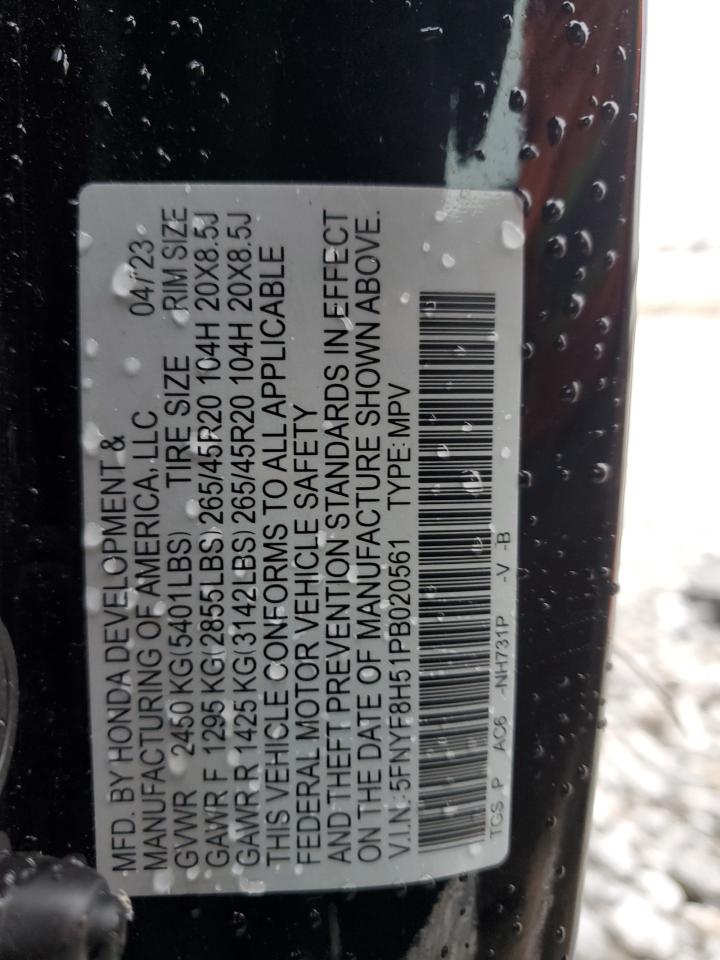 MFD. BY HONDA DEVELOPMENT &
MANUFACTURING OF AMERICA, LLC 04/23
GVWR 2450 KG(5401LBS) TIRE SIZE RIM SIZE
GAWR F 1295 KG(2855LBS) 265/45R20 104H 20X8.5J
GAWR R 1425 KG(3142LBS) 265/45R20 104H 20X8.5J
THIS VEHICLE CONFORMS TO ALL APPLICABLE
FEDERAL MOTOR VEHICLE SAFETY
AND THEFT PREVENTION STANDARDS IN EFFECT
ON THE DATE OF MANUFACTURE SHOWN ABOVE.
V.I.N.: 5FNYF8H51PB020561 TYPE: MPV
TGS P AC6 -NH731P -V -B